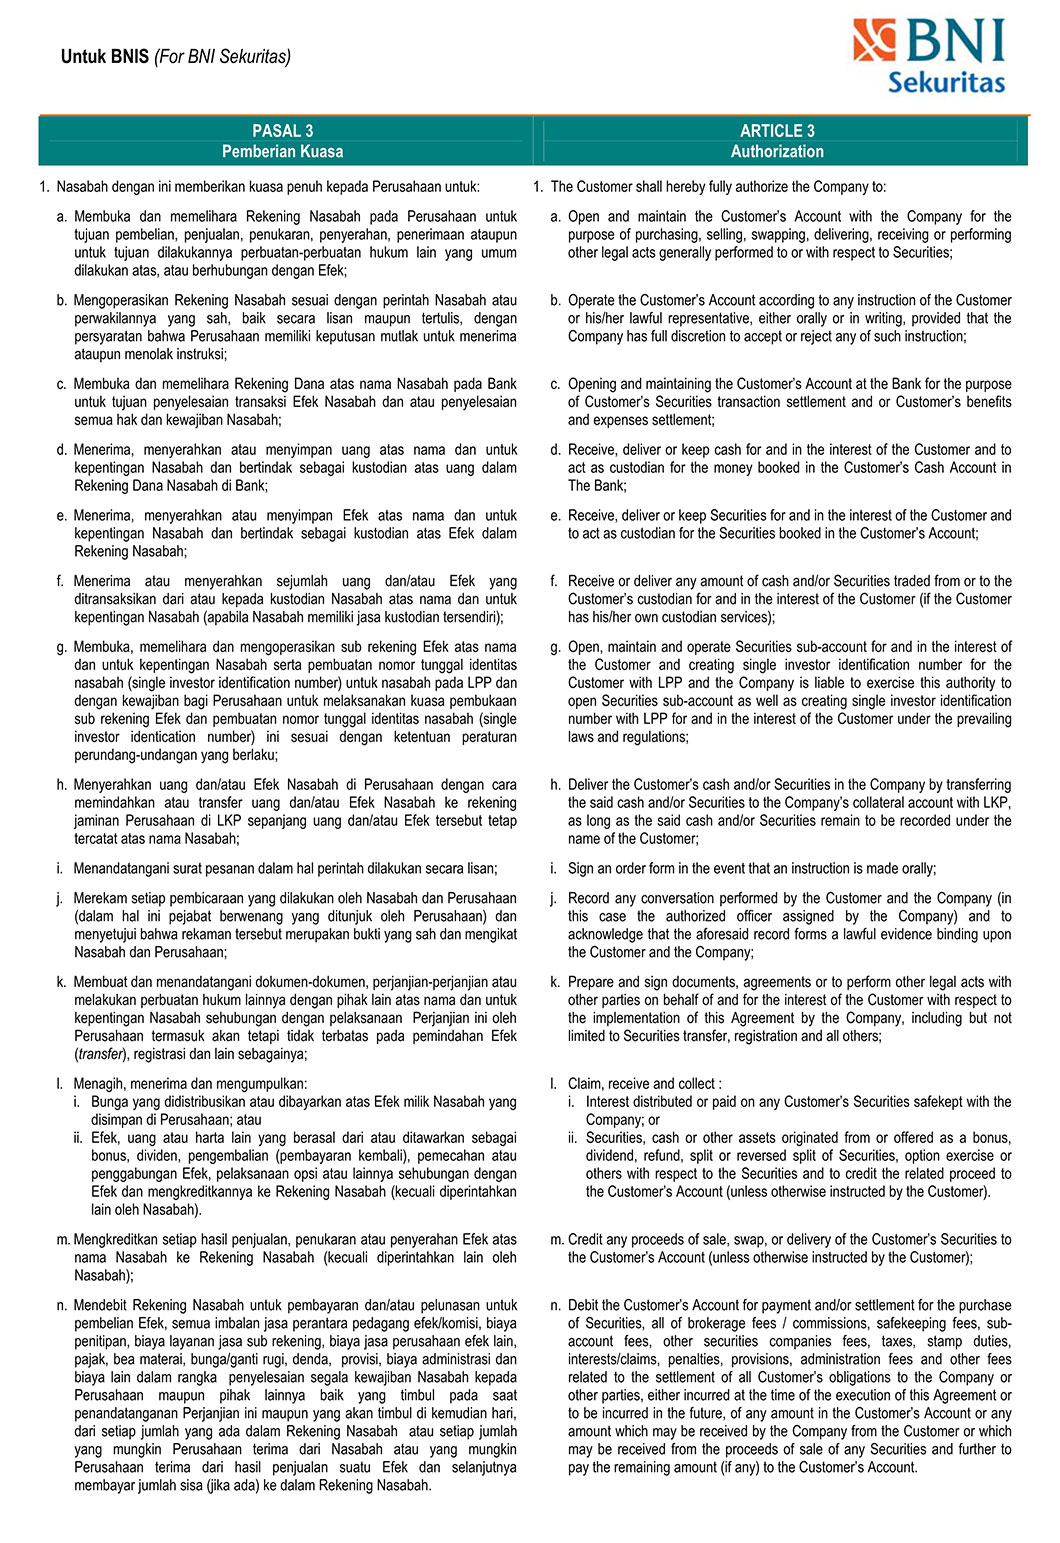 Untuk BNIS (For BNI Sekuritas)
BNI
Sekuritas
PASAL 3
Pemberian Kuasa
1. Nasabah dengan ini memberikan kuasa penuh kepada Perusahaan untuk:
a. Membuka dan memelihara Rekening Nasabah pada Perusahaan untuk
tujuan pembelian, penjualan, penukaran, penyerahan, penerimaan ataupun
untuk tujuan dilakukannya perbuatan-perbuatan hukum lain yang umum
dilakukan atas, atau berhubungan dengan Efek;
b. Mengoperasikan Rekening Nasabah sesuai dengan perintah Nasabah atau
perwakilannya yang sah, baik secara lisan maupun tertulis, dengan
persyaratan bahwa Perusahaan memiliki keputusan mutlak untuk menerima
ataupun menolak instruksi;
c. Membuka dan memelihara Rekening Dana atas nama Nasabah pada Bank
untuk tujuan penyelesaian transaksi Efek Nasabah dan atau penyelesaian
semua hak dan kewajiban Nasabah;
d. Menerima, menyerahkan atau menyimpan uang atas nama dan untuk
kepentingan Nasabah dan bertindak sebagai kustodian atas uang dalam
Rekening Dana Nasabah di Bank;
e. Menerima, menyerahkan atau menyimpan Efek atas nama dan untuk
kepentingan Nasabah dan bertindak sebagai kustodian atas Efek dalam
Rekening Nasabah;
f. Menerima atau menyerahkan sejumlah uang dan/atau Efek yang
ditransaksikan dari atau kepada kustodian Nasabah atas nama dan untuk
kepentingan Nasabah (apabila Nasabah memiliki jasa kustodian tersendiri);
g. Membuka, memelihara dan mengoperasikan sub rekening Efek atas nama
dan untuk kepentingan Nasabah serta pembuatan nomor tunggal identitas
nasabah (single investor identification number) untuk nasabah pada LPP dan
dengan kewajiban bagi Perusahaan untuk melaksanakan kuasa pembukaan
sub rekening Efek dan pembuatan nomor tunggal identitas nasabah (single
investor identication number) ini sesuai dengan ketentuan peraturan
perundang-undangan yang berlaku;
h. Menyerahkan uang dan/atau Efek Nasabah di Perusahaan dengan cara
memindahkan atau transfer uang dan/atau Efek Nasabah ke rekening
jaminan Perusahaan di LKP sepanjang uang dan/atau Efek tersebut tetap
tercatat atas nama Nasabah;
i. Menandatangani surat pesanan dalam hal perintah dilakukan secara lisan;
j. Merekam setiap pembicaraan yang dilakukan oleh Nasabah dan Perusahaan
(dalam hal ini pejabat berwenang yang ditunjuk oleh Perusahaan) dan
menyetujui bahwa rekaman tersebut merupakan bukti yang sah dan mengikat
Nasabah dan Perusahaan;
k. Membuat dan menandatangani dokumen-dokumen, perjanjian-perjanjian atau
melakukan perbuatan hukum lainnya dengan pihak lain atas nama dan untuk
kepentingan Nasabah sehubungan dengan pelaksanaan Perjanjian ini oleh
Perusahaan termasuk akan tetapi tidak terbatas pada pemindahan Efek
(transfer), registrasi dan lain sebagainya;
l. Menagih, menerima dan mengumpulkan:
i. Bunga yang didistribusikan atau dibayarkan atas Efek milik Nasabah yang
disimpan di Perusahaan; atau
ii. Efek, uang atau harta lain yang berasal dari atau ditawarkan sebagai
bonus, dividen, pengembalian (pembayaran kembali), pemecahan atau
penggabungan Efek, pelaksanaan opsi atau lainnya sehubungan dengan
Efek dan mengkreditkannya ke Rekening Nasabah (kecuali diperintahkan
lain oleh Nasabah).
m. Mengkreditkan setiap hasil penjualan, penukaran atau penyerahan Efek atas
nama Nasabah ke Rekening Nasabah (kecuali diperintahkan lain oleh
Nasabah);
n. Mendebit Rekening Nasabah untuk pembayaran dan/atau pelunasan untuk
pembelian Efek, semua imbalan jasa perantara pedagang efek/komisi, biaya
penitipan, biaya layanan jasa sub rekening, biaya jasa perusahaan efek lain,
pajak, bea materai, bunga/ganti rugi, denda, provisi, biaya administrasi dan
biaya lain dalam rangka penyelesaian segala kewajiban Nasabah kepada
Perusahaan maupun pihak lainnya baik yang timbul pada saat
penandatanganan Perjanjian ini maupun yang akan timbul di kemudian hari,
dari setiap jumlah yang ada dalam Rekening Nasabah atau setiap jumlah
yang mungkin Perusahaan terima dari Nasabah atau yang mungkin
Perusahaan terima dari hasil penjualan suatu Efek dan selanjutnya
membayar jumlah sisa (jika ada) ke dalam Rekening Nasabah.
ARTICLE 3
Authorization
1. The Customer shall hereby fully authorize the Company to:
a. Open and maintain the Customer's Account with the Company for the
purpose of purchasing, selling, swapping, delivering, receiving or performing
other legal acts generally performed to or with respect to Securities;
b. Operate the Customer's Account according to any instruction of the Customer
or his/her lawful representative, either orally or in writing, provided that the
Company has full discretion to accept or reject any of such instruction;
c. Opening and maintaining the Customer's Account at the Bank for the purpose
of Customer's Securities transaction settlement and or Customer's benefits
and expenses settlement;
d. Receive, deliver or keep cash for and in the interest of the Customer and to
act as custodian for the money booked in the Customer's Cash Account in
The Bank;
e. Receive, deliver or keep Securities for and in the interest of the Customer and
to act as custodian for the Securities booked in the Customer's Account;
f. Receive or deliver any amount of cash and/or Securities traded from or to the
Customer's custodian for and in the interest of the Customer (if the Customer
has his/her own custodian services);
g. Open, maintain and operate Securities sub-account for and in the interest of
the Customer and creating single investor identification number for the
Customer with LPP and the Company is liable to exercise this authority to
open Securities sub-account as well as creating single investor identification
number with LPP for and in the interest of the Customer under the prevailing
laws and regulations;
h. Deliver the Customer's cash and/or Securities in the Company by transferring
the said cash and/or Securities to the Company's collateral account with LKP,
as long as the said cash and/or Securities remain to be recorded under the
name of the Customer;
i. Sign an order form in the event that an instruction is made orally;
j. Record any conversation performed by the Customer and the Company (in
this case the authorized officer assigned by the Company) and to
acknowledge that the aforesaid record forms a lawful evidence binding upon
the Customer and the Company;
k. Prepare and sign documents, agreements or to perform other legal acts with
other parties on behalf of and for the interest of the Customer with respect to
the implementation of this Agreement by the Company, including but not
limited to Securities transfer, registration and all others;
l. Claim, receive and collect :
i. Interest distributed or paid on any Customer's Securities safekept with the
Company; or
ii. Securities, cash or other assets originated from or offered as a bonus,
dividend, refund, split or reversed split of Securities, option exercise or
others with respect to the Securities and to credit the related proceed to
the Customer's Account (unless otherwise instructed by the Customer).
m. Credit any proceeds of sale, swap, or delivery of the Customer's Securities to
the Customer's Account (unless otherwise instructed by the Customer);
n. Debit the Customer's Account for payment and/or settlement for the purchase
of Securities, all of brokerage fees / commissions, safekeeping fees, sub-
account fees, other securities companies fees, taxes, stamp duties,
interests/claims, penalties, provisions, administration fees and other fees
related to the settlement of all Customer's obligations to the Company or
other parties, either incurred at the time of the execution of this Agreement or
to be incurred in the future, of any amount in the Customer's Account or any
amount which may be received by the Company from the Customer or which
may be received from the proceeds of sale of any Securities and further to
pay the remaining amount (if any) to the Customer's Account.